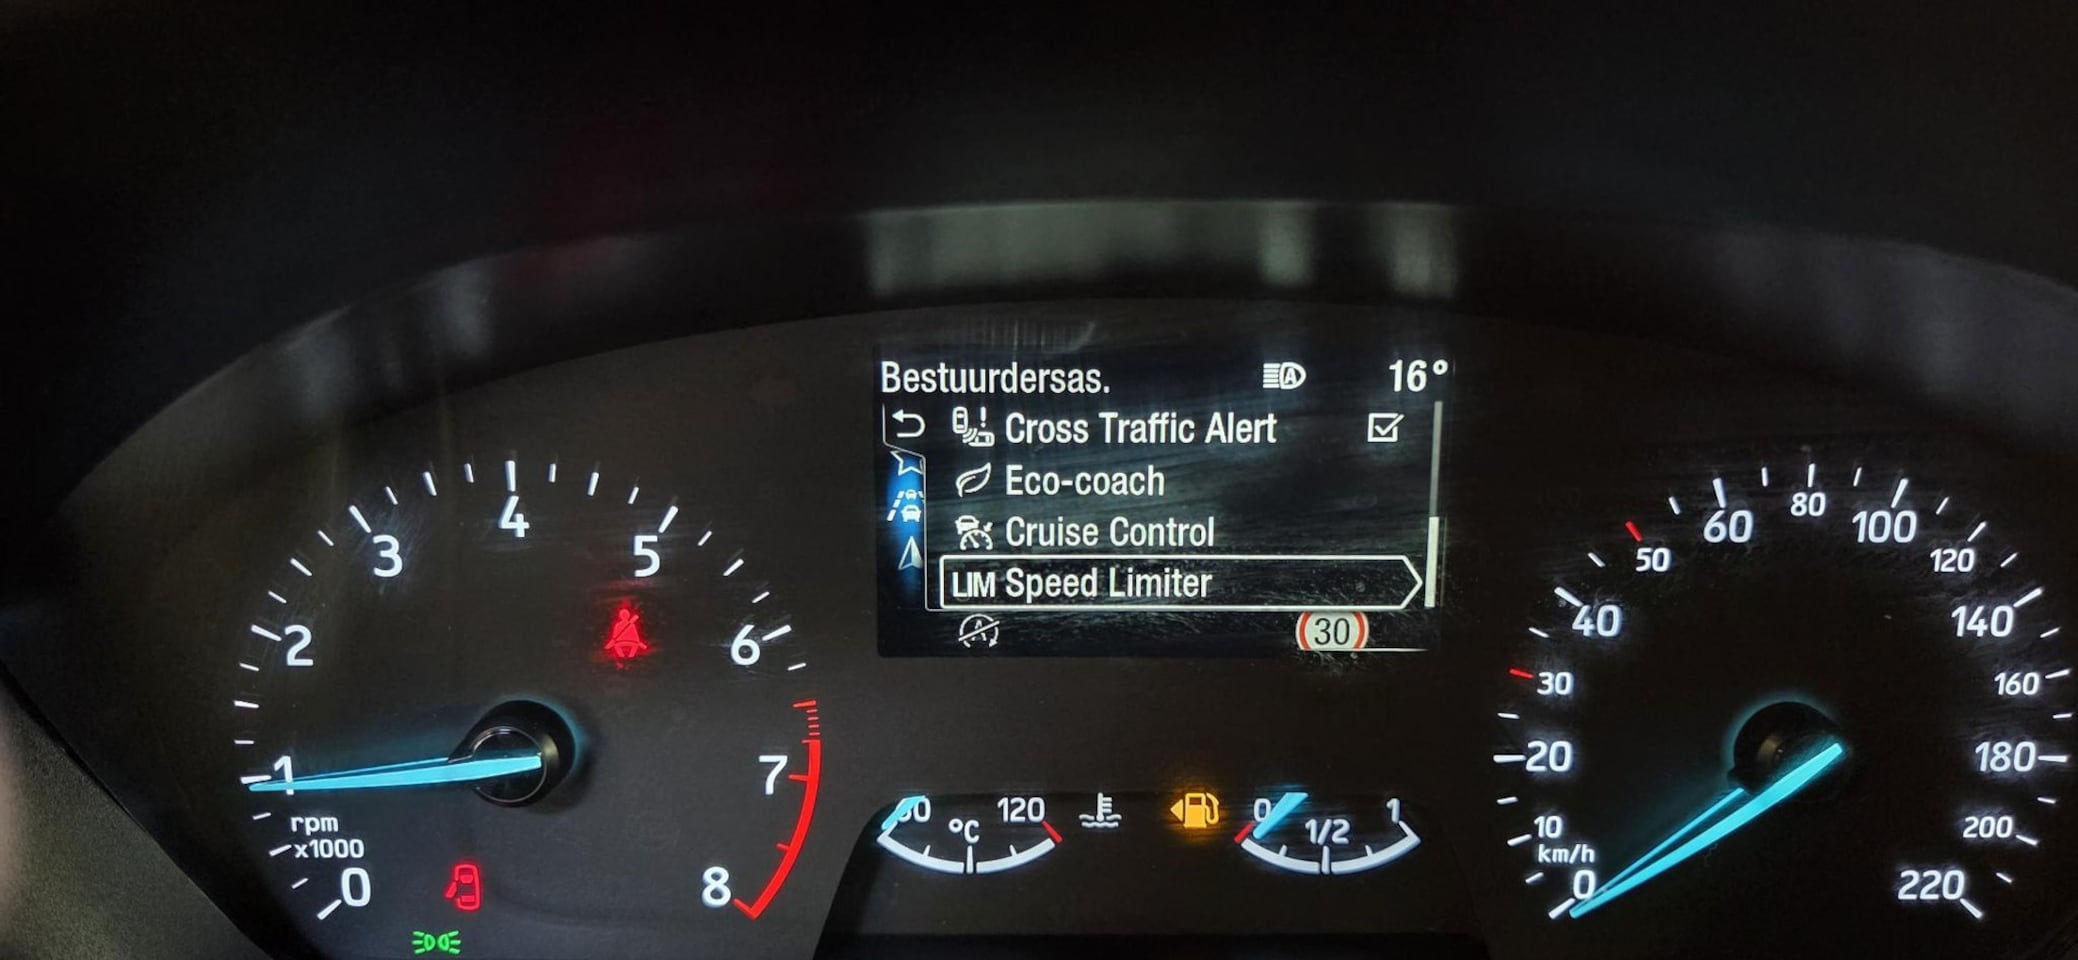 Bestuurdersas. A 16°
Cross Traffic Alert
Eco-coach
Cruise Control
LIM Speed Limiter
A 30
0 1 2 3 4 5 6 7 8
rpm
x1000
120
°C
0 1/2 1
0 10 20 30 40 50 60 80 100 120 140 160 180 200 220
km/h